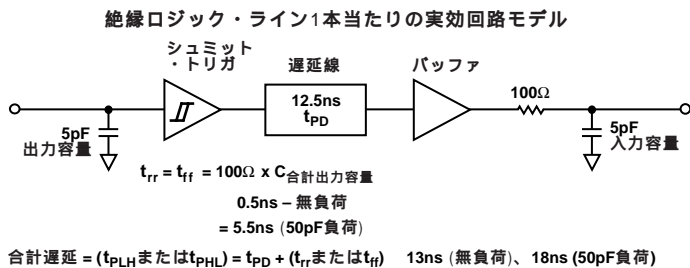 絶縁ロジック・ライン1本当たりの実効回路モデル
シュミット
・トリガ
遅延線
バッファ
12.5ns
tPD
100Ω
5pF
出力容量
5pF
入力容量
trr = tff = 100Ω x C合計出力容量
0.5ns – 無負荷
= 5.5ns (50pF負荷)
合計遅延 = (tPLHまたはtPHL) = tPD + (trrまたはtff) 13ns (無負荷)、18ns (50pF負荷)